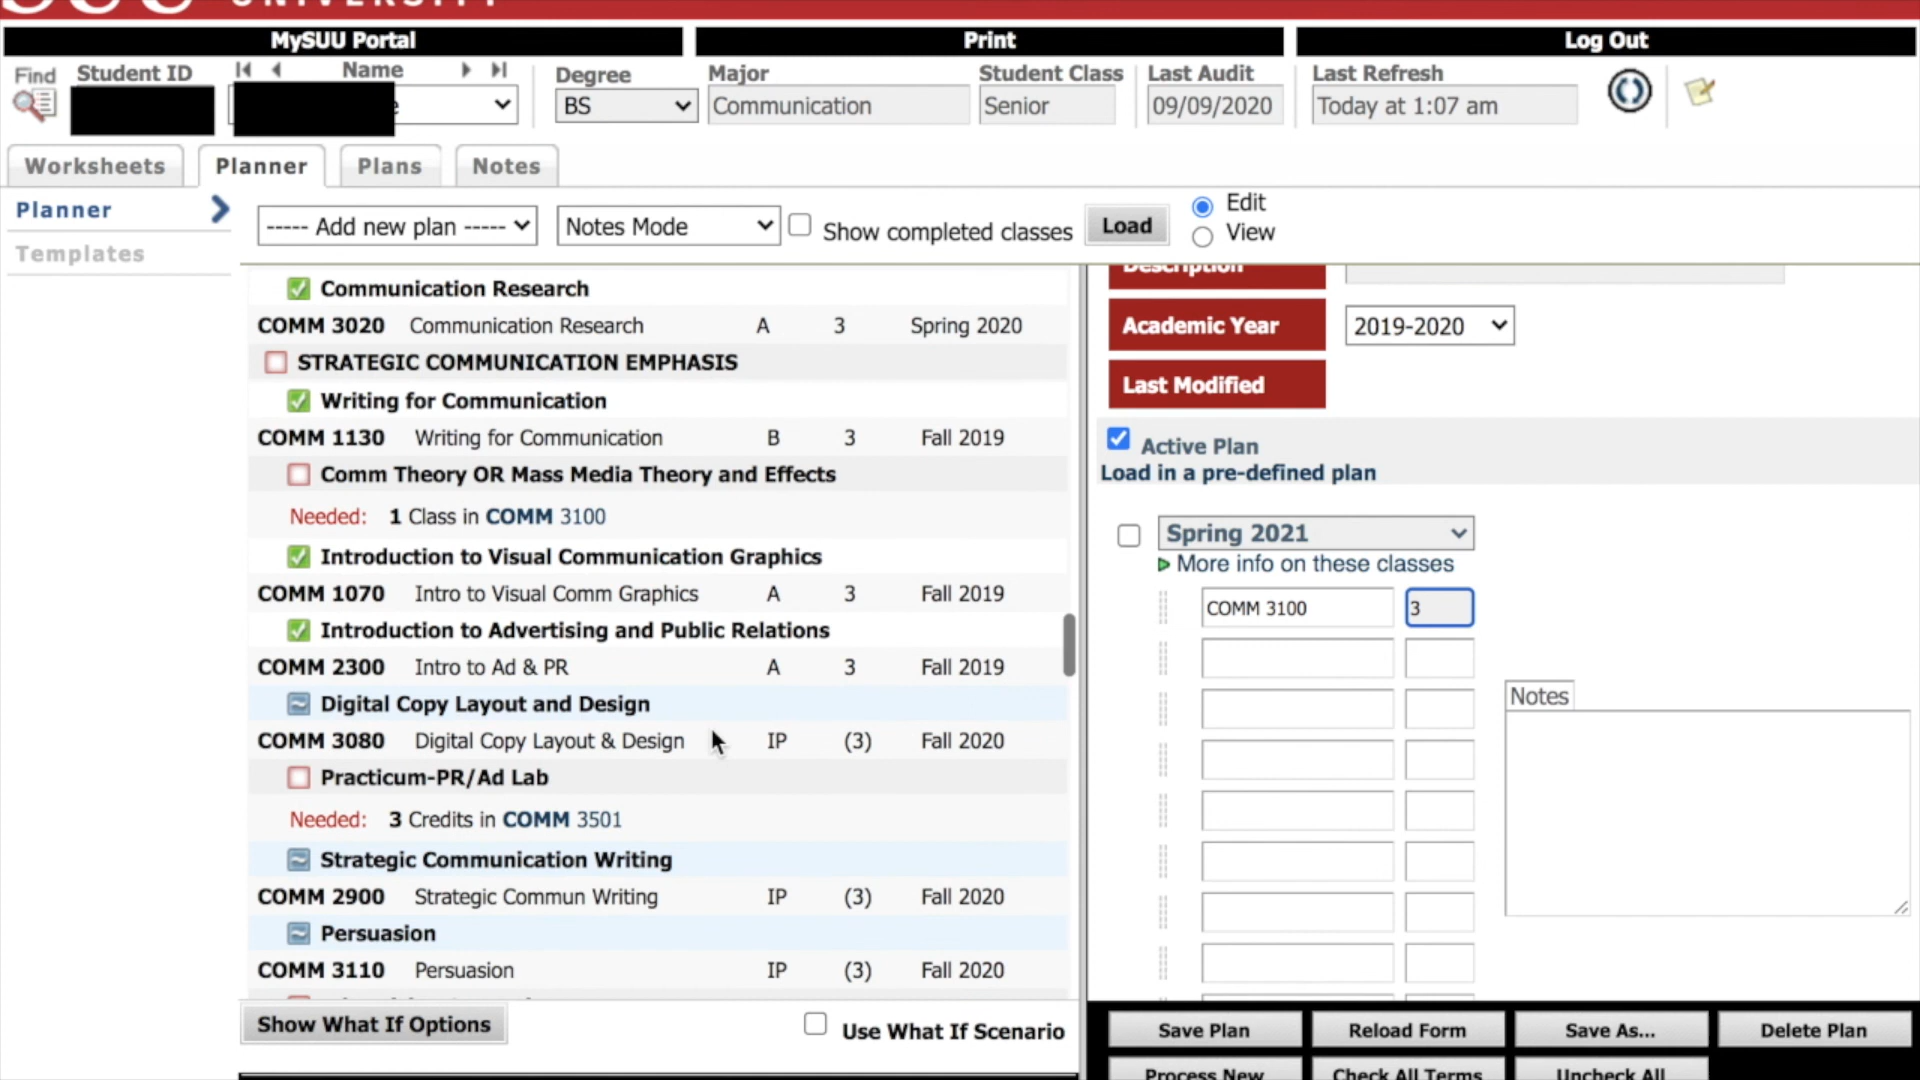 UNIVERSITY
MySUU Portal Print Log Out
Find Student ID Name Degree Major Student Class Last Audit Last Refresh
BS Communication Senior 09/09/2020 Today at 1:07 am
Worksheets Planner Plans Notes
Planner
Templates
----- Add new plan ----- Notes Mode Show completed classes Load Edit
View
Communication Research
COMM 3020 Communication Research A 3 Spring 2020
STRATEGIC COMMUNICATION EMPHASIS
Writing for Communication
COMM 1130 Writing for Communication B 3 Fall 2019
Comm Theory OR Mass Media Theory and Effects
Needed: 1 Class in COMM 3100
Introduction to Visual Communication Graphics
COMM 1070 Intro to Visual Comm Graphics A 3 Fall 2019
Introduction to Advertising and Public Relations
COMM 2300 Intro to Ad & PR A 3 Fall 2019
Digital Copy Layout and Design
COMM 3080 Digital Copy Layout & Design IP (3) Fall 2020
Practicum-PR/Ad Lab
Needed: 3 Credits in COMM 3501
Strategic Communication Writing
COMM 2900 Strategic Commun Writing IP (3) Fall 2020
Persuasion
COMM 3110 Persuasion IP (3) Fall 2020
Show What If Options Use What If Scenario
Description
Academic Year 2019-2020
Last Modified
Active Plan
Load in a pre-defined plan
Spring 2021
More info on these classes
COMM 3100 3
Notes
Save Plan Reload Form Save As... Delete Plan
Process New Check All Terms Uncheck All